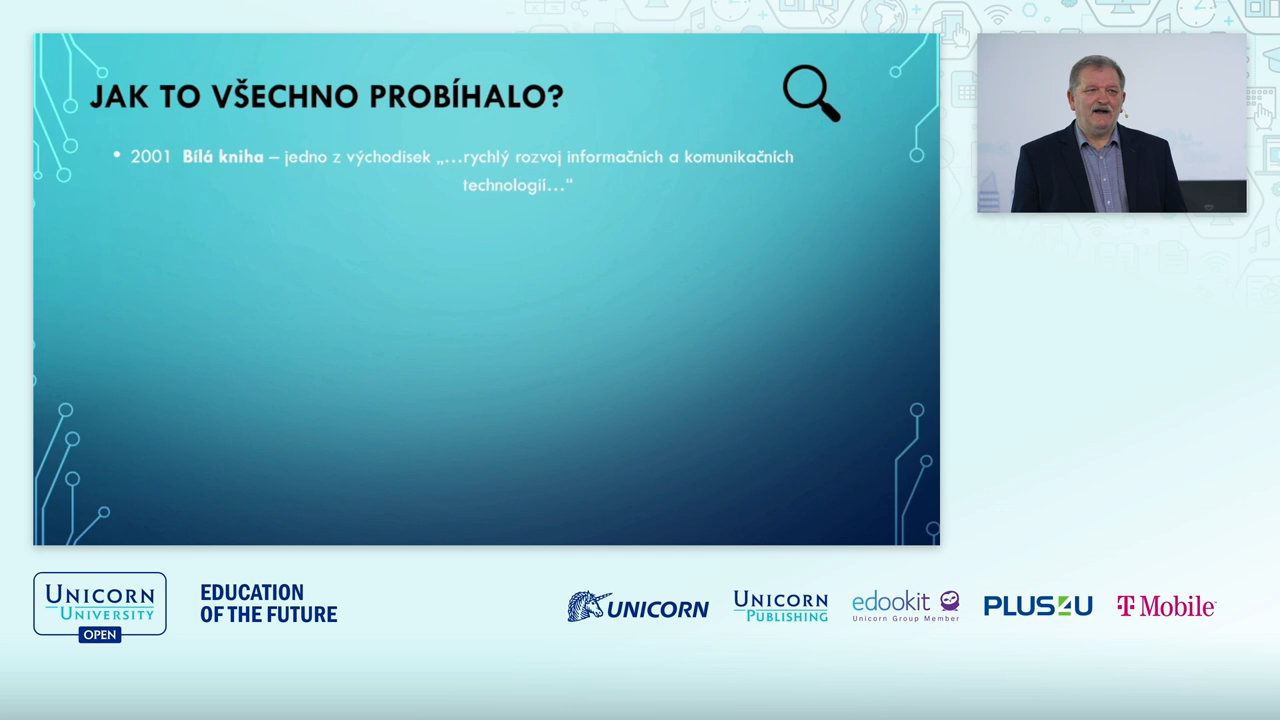 JAK TO VŠECHNO PROBÍHALO?
• 2001 Bílá kniha – jedno z východisek „…rychlý rozvoj informačních a komunikačních
technologií…“
UNICORN
UNIVERSITY
OPEN
EDUCATION
OF THE FUTURE
UNICORN
UNICORN
PUBLISHING
edookit
Unicorn Group Member
PLUS4U
T Mobile